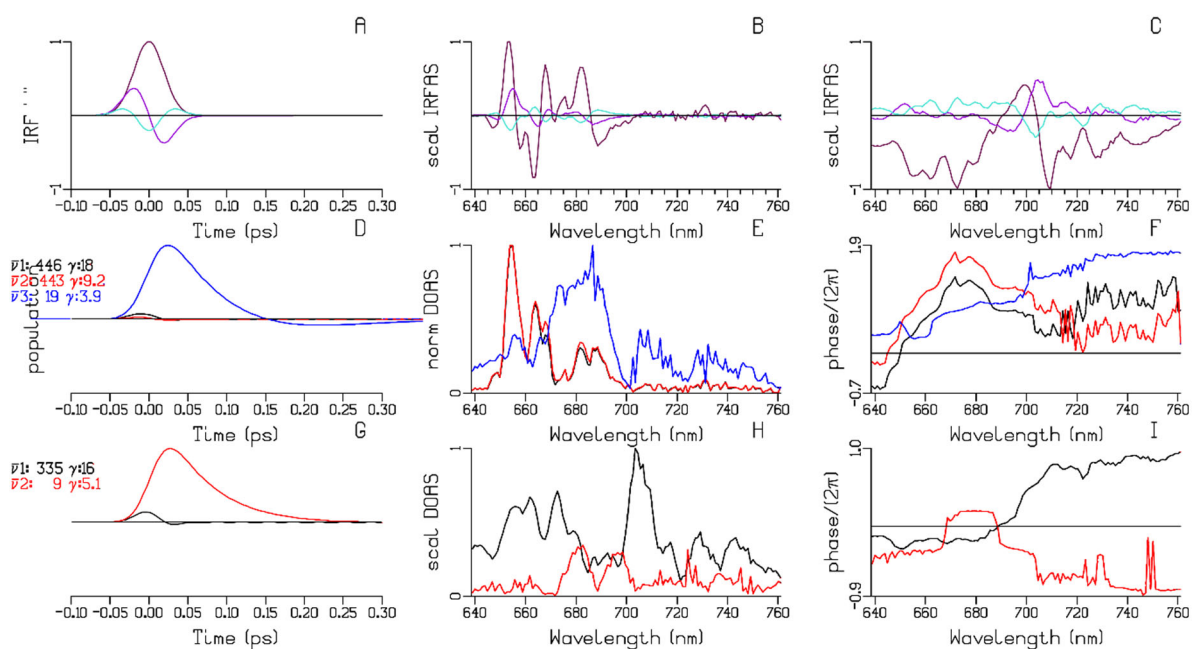 A B C
1 1 1
IRF ' '' scal IRFAS scal IRFAS
-1 -1 -1
-0.10 -0.05 0.00 0.05 0.10 0.15 0.20 0.25 0.30 640 660 680 700 720 740 760 640 660 680 700 720 740 760
Time (ps) Wavelength (nm) Wavelength (nm)
D E F
1 1.9
ν̄1: 446 γ:18
ν̄2: 443 γ:9.2
ν̄3: 19 γ:3.9
population norm DOAS phase/(2π)
0 -0.7
-0.10 -0.05 0.00 0.05 0.10 0.15 0.20 0.25 0.30 640 660 680 700 720 740 760 640 660 680 700 720 740 760
Time (ps) Wavelength (nm) Wavelength (nm)
G H I
1 1.0
ν̄1: 335 γ:16
ν̄2: 9 γ:5.1
scal DOAS phase/(2π)
0 -0.9
-0.10 -0.05 0.00 0.05 0.10 0.15 0.20 0.25 0.30 640 660 680 700 720 740 760 640 660 680 700 720 740 760
Time (ps) Wavelength (nm) Wavelength (nm)